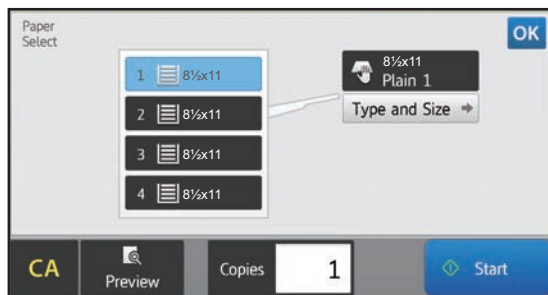 Paper
Select
OK
1 8½x11
2 8½x11
3 8½x11
4 8½x11
8½x11
Plain 1
Type and Size
CA
Preview
Copies
1
Start